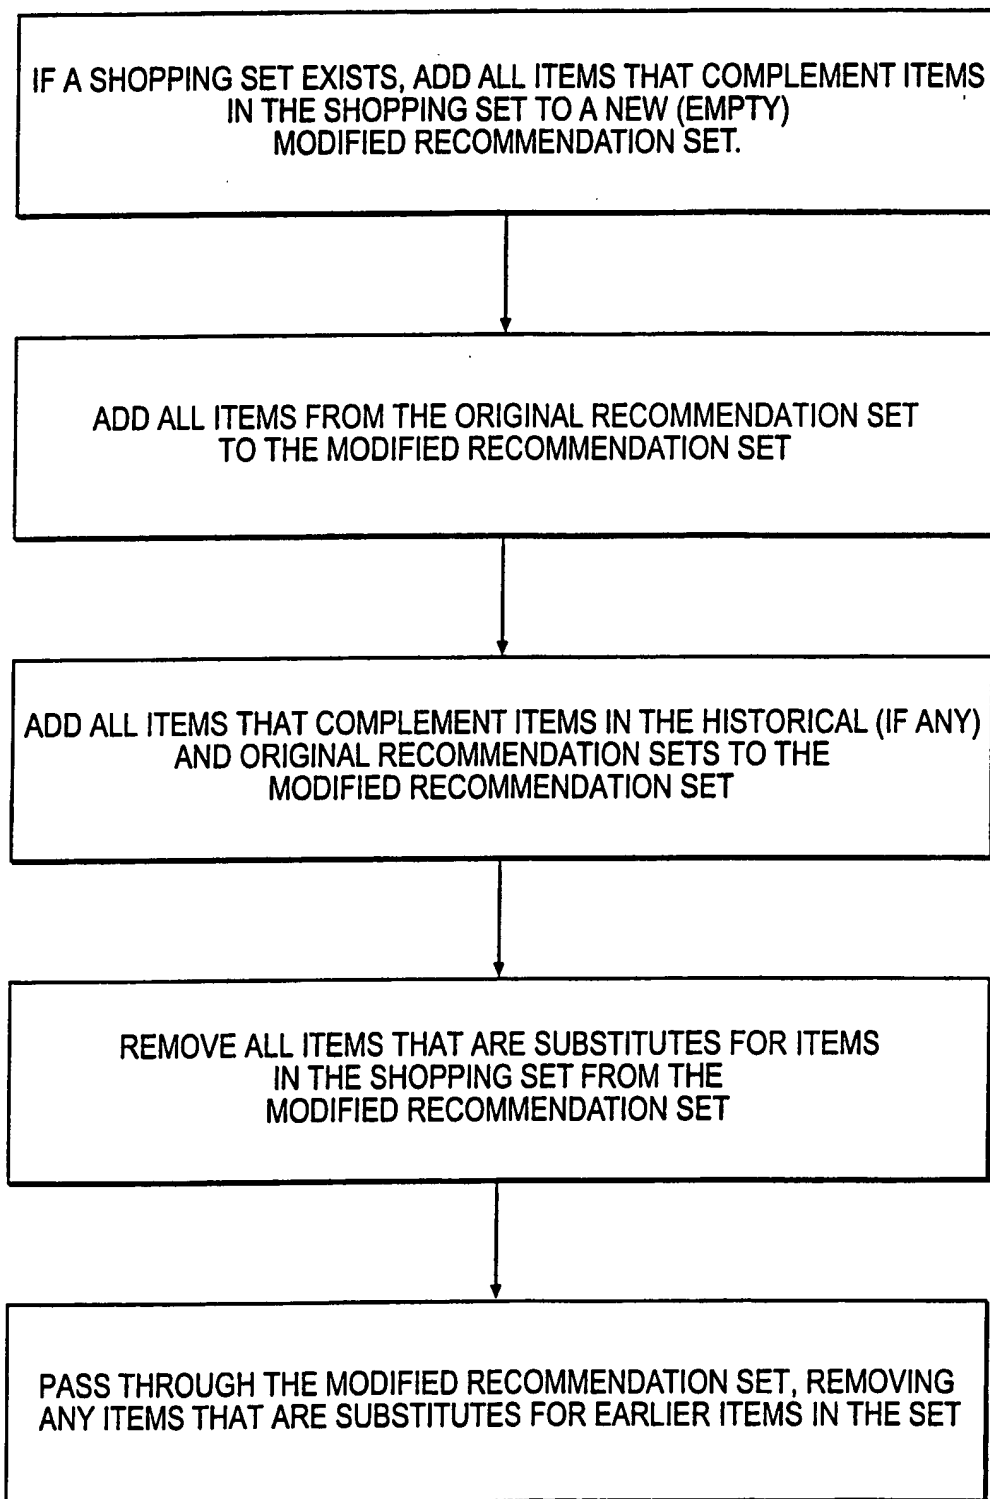 IF A SHOPPING SET EXISTS, ADD ALL ITEMS THAT COMPLEMENT ITEMS
IN THE SHOPPING SET TO A NEW (EMPTY)
MODIFIED RECOMMENDATION SET.
ADD ALL ITEMS FROM THE ORIGINAL RECOMMENDATION SET
TO THE MODIFIED RECOMMENDATION SET
ADD ALL ITEMS THAT COMPLEMENT ITEMS IN THE HISTORICAL (IF ANY)
AND ORIGINAL RECOMMENDATION SETS TO THE
MODIFIED RECOMMENDATION SET
REMOVE ALL ITEMS THAT ARE SUBSTITUTES FOR ITEMS
IN THE SHOPPING SET FROM THE
MODIFIED RECOMMENDATION SET
PASS THROUGH THE MODIFIED RECOMMENDATION SET, REMOVING
ANY ITEMS THAT ARE SUBSTITUTES FOR EARLIER ITEMS IN THE SET